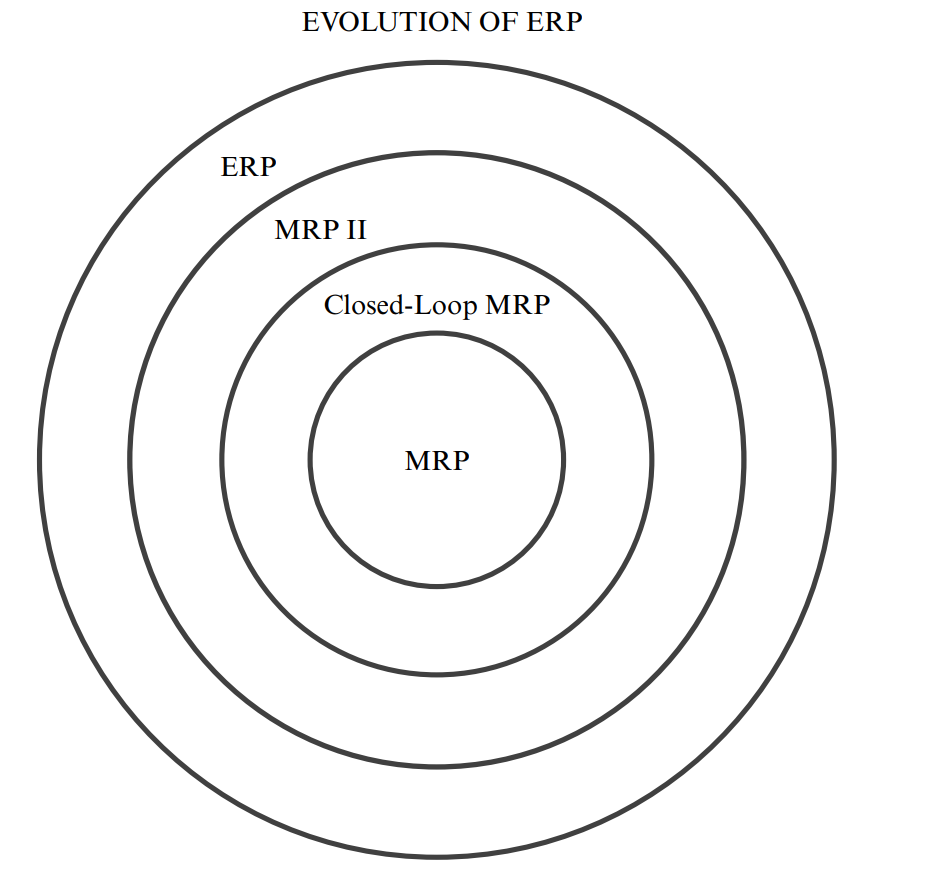 EVOLUTION OF ERP
ERP
MRP II
Closed-Loop MRP
MRP